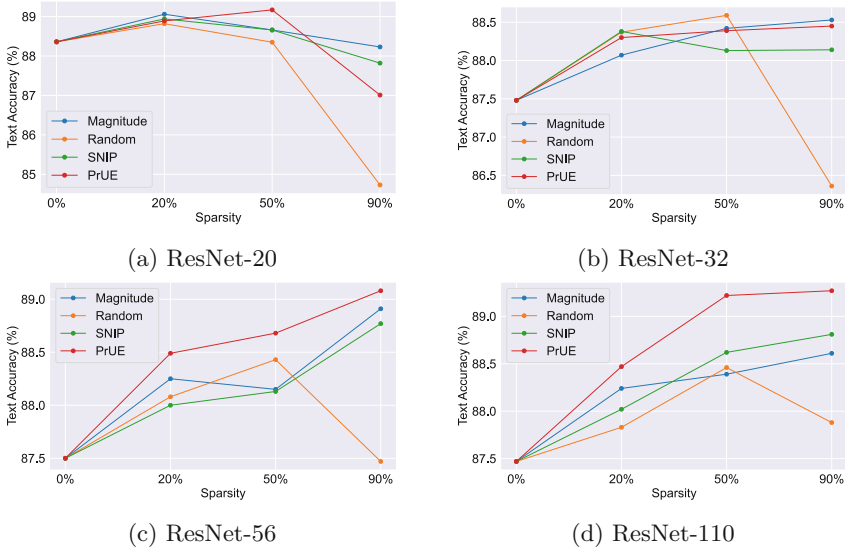 89
88
87
86
85
Text Accuracy (%)
Magnitude
Random
SNIP
PrUE
0%
20%
50%
90%
Sparsity
(a) ResNet-20
88.5
88.0
87.5
87.0
86.5
Text Accuracy (%)
Magnitude
Random
SNIP
PrUE
0%
20%
50%
90%
Sparsity
(b) ResNet-32
89.0
88.5
88.0
87.5
Text Accuracy (%)
Magnitude
Random
SNIP
PrUE
0%
20%
50%
90%
Sparsity
(c) ResNet-56
89.0
88.5
88.0
87.5
Text Accuracy (%)
Magnitude
Random
SNIP
PrUE
0%
20%
50%
90%
Sparsity
(d) ResNet-110